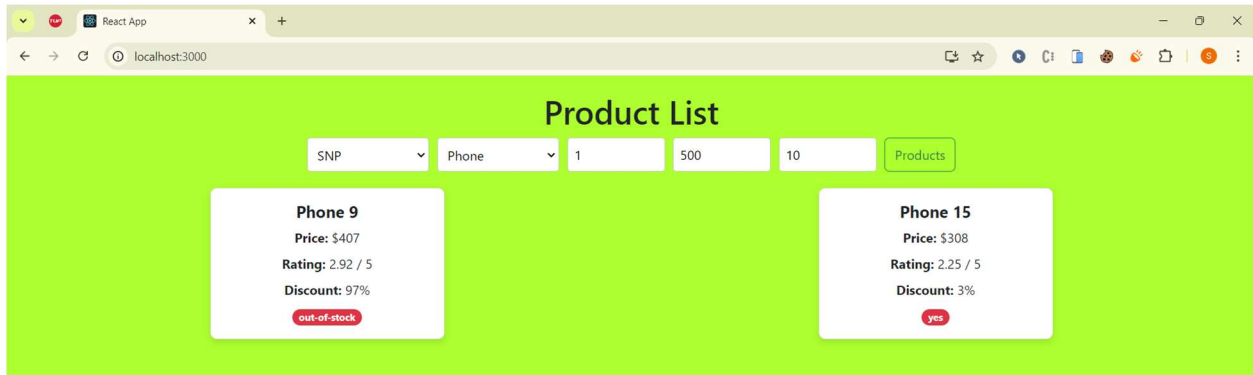 TUF
React App
localhost:3000
S
Product List
SNP Phone 1 500 10 Products
Phone 9
Price: $407
Rating: 2.92 / 5
Discount: 97%
out-of-stock
Phone 15
Price: $308
Rating: 2.25 / 5
Discount: 3%
yes